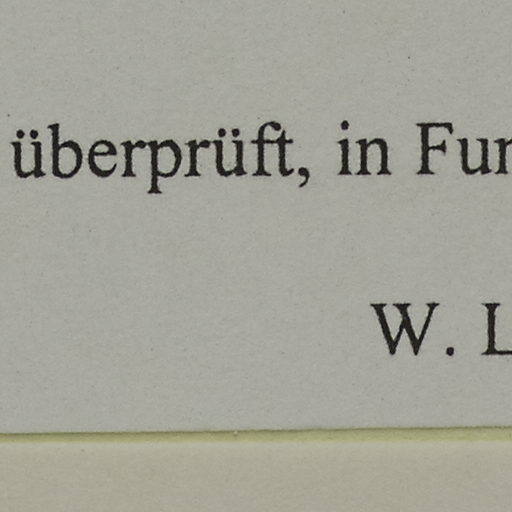 überprüft, in Fun
W. L